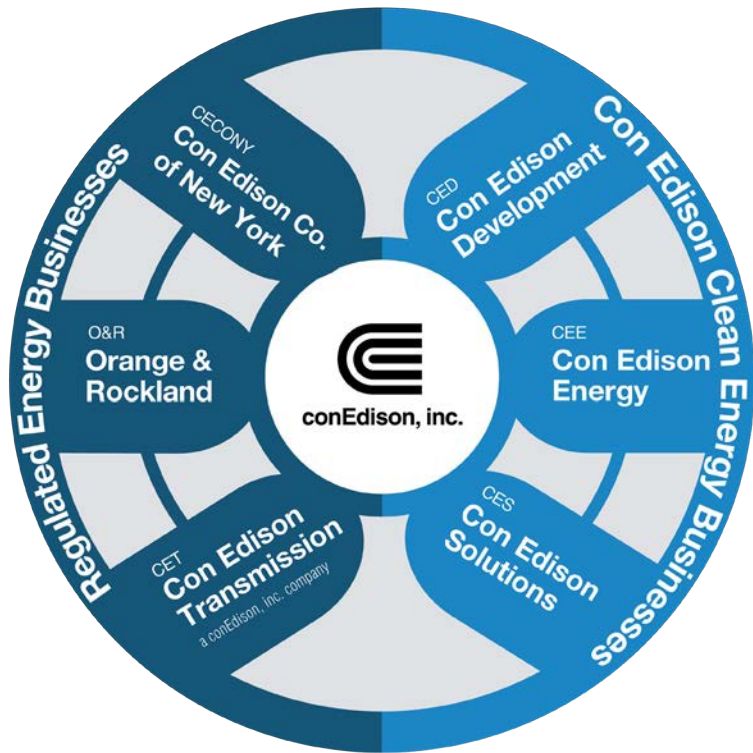 Regulated Energy Businesses
CECONY
Con Edison Co.
of New York
O&R
Orange &
Rockland
CET
Con Edison
Transmission
a conEdison, inc. company
conEdison, inc.
Con Edison Clean Energy Businesses
CED
Con Edison
Development
CEE
Con Edison
Energy
CES
Con Edison
Solutions